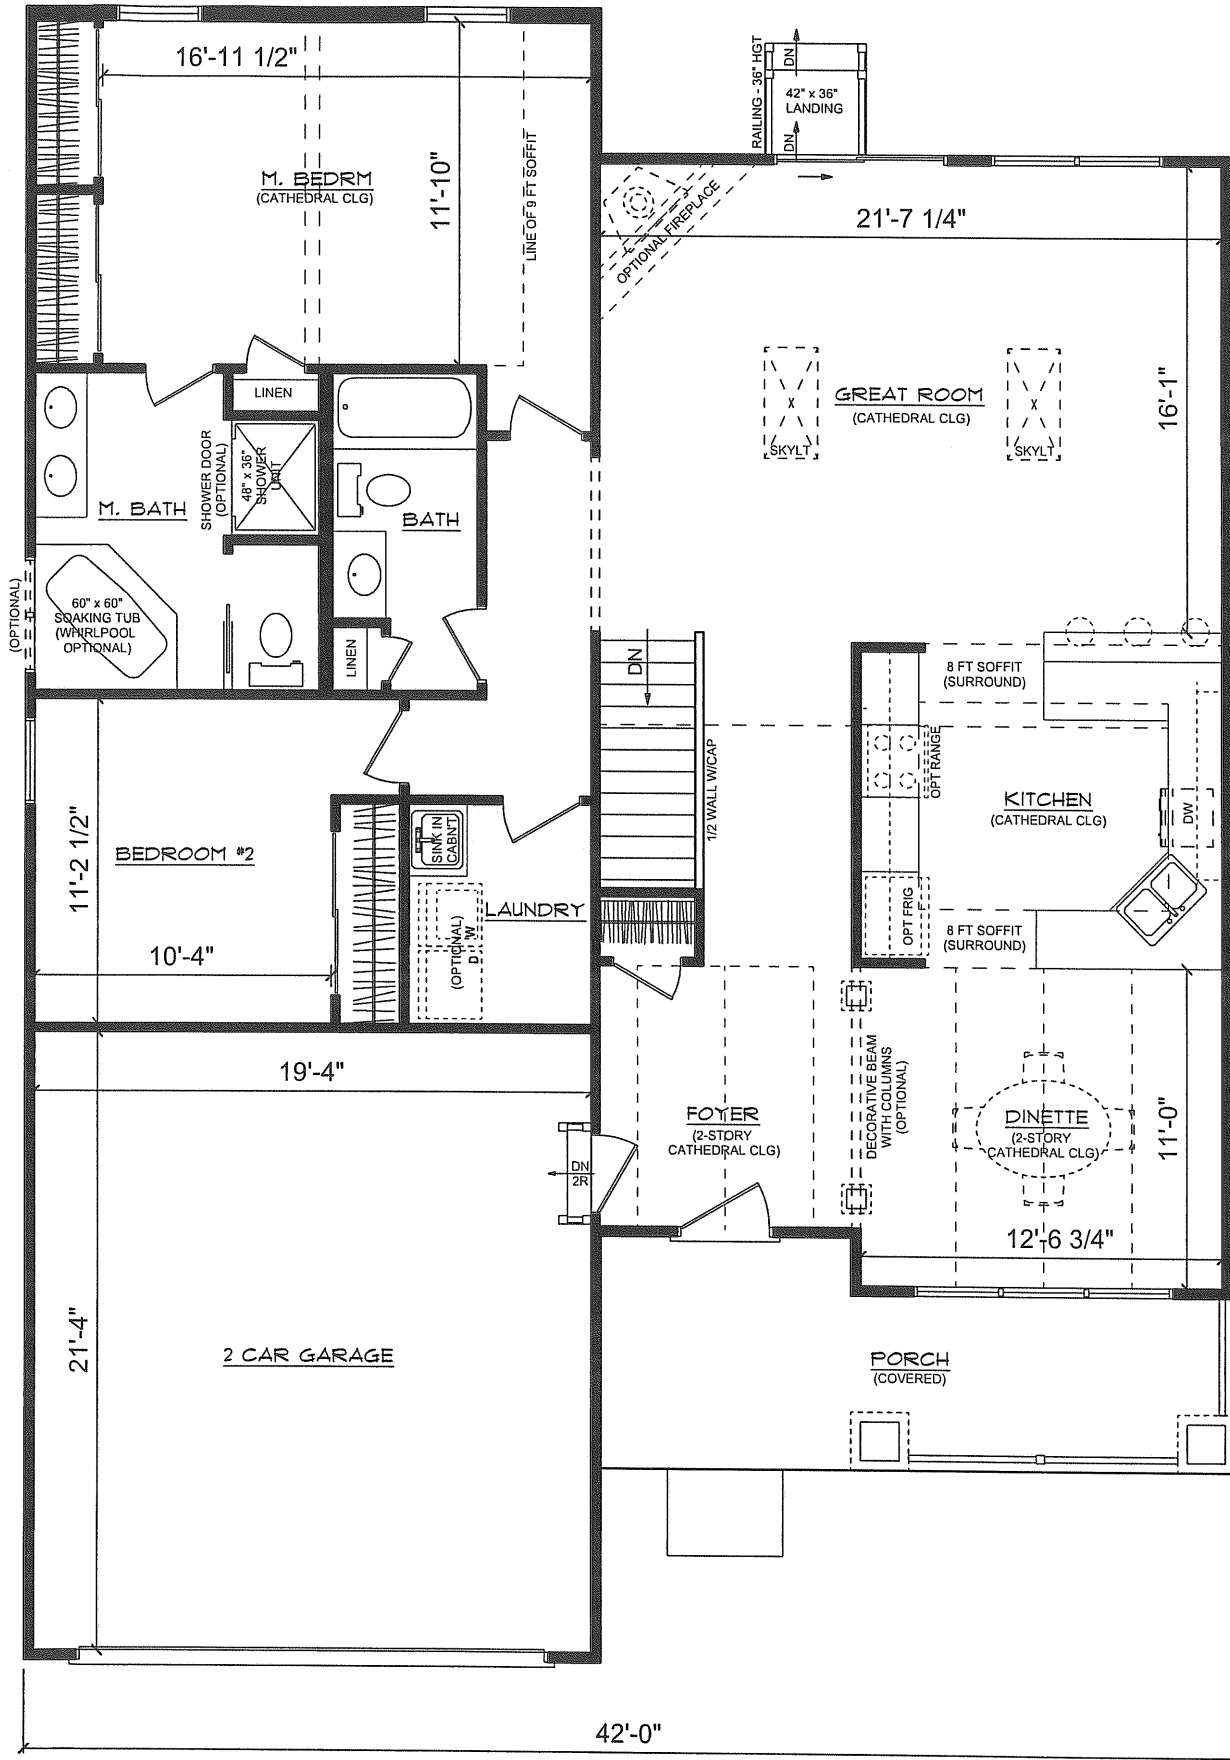 16'-11 1/2"
M. BEDRM
(CATHEDRAL CLG)
11'-10"
LINE OF 9 FT SOFFIT
RAILING - 36" HGT
DN
42" x 36"
LANDING
DN
OPTIONAL FIREPLACE
21'-7 1/4"
GREAT ROOM
(CATHEDRAL CLG)
X
SKYLT
X
SKYLT
16'-1"
LINEN
SHOWER DOOR
(OPTIONAL)
48" x 36"
SHOWER
UNIT
M. BATH
BATH
(OPTIONAL)
60" x 60"
SOAKING TUB
(WHIRLPOOL
OPTIONAL)
LINEN
DN
1/2 WALL W/CAP
8 FT SOFFIT
(SURROUND)
OPT RANGE
KITCHEN
(CATHEDRAL CLG)
DW
OPT FRIG
8 FT SOFFIT
(SURROUND)
11'-2 1/2"
BEDROOM #2
10'-4"
SINK IN
CABN'T
LAUNDRY
(OPTIONAL)
W
D
19'-4"
FOYER
(2-STORY
CATHEDRAL CLG)
DECORATIVE BEAM
WITH COLUMNS
(OPTIONAL)
DINETTE
(2-STORY
CATHEDRAL CLG)
11'-0"
DN
2R
12'-6 3/4"
21'-4"
2 CAR GARAGE
PORCH
(COVERED)
42'-0"